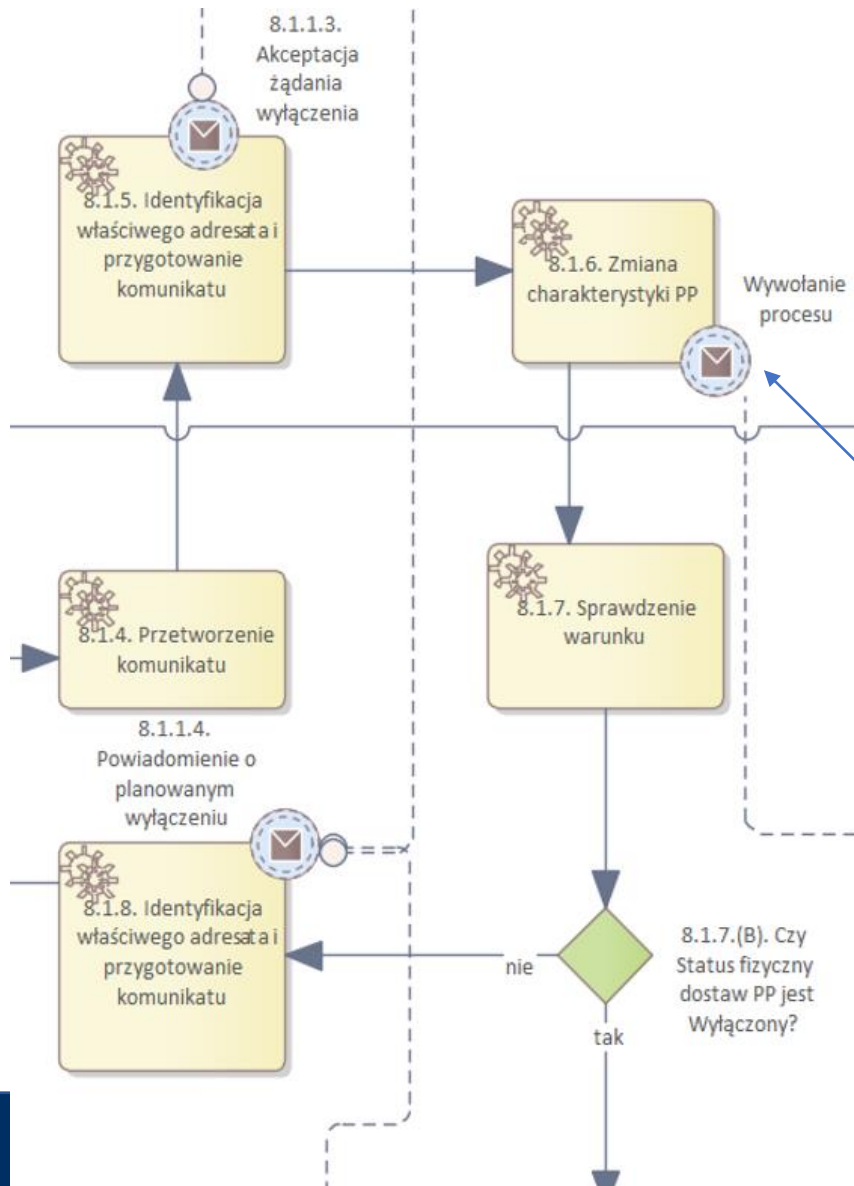 8.1.1.3.
Akceptacja
żądania
wyłączenia
8.1.5. Identyfikacja
właściwego adresata i
przygotowanie
komunikatu
8.1.6. Zmiana
charakterystyki PP
Wywołanie
procesu
8.1.4. Przetworzenie
komunikatu
8.1.7. Sprawdzenie
warunku
8.1.1.4.
Powiadomienie o
planowanym
wyłączeniu
8.1.8. Identyfikacja
właściwego adresata i
przygotowanie
komunikatu
nie
8.1.7.(B). Czy
Status fizyczny
dostaw PP jest
Wyłączony?
tak